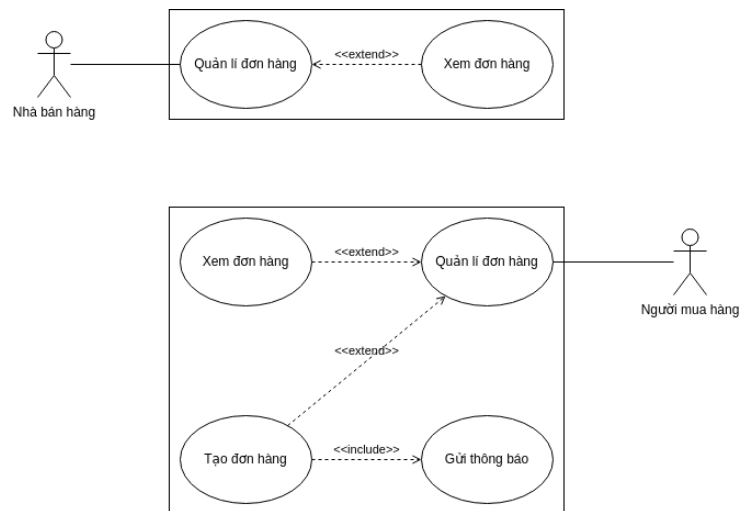 Quản lí đơn hàng
<<extend>>
Xem đơn hàng
Nhà bán hàng
Xem đơn hàng
<<extend>>
Quản lí đơn hàng
Người mua hàng
<<extend>>
Tạo đơn hàng
<<include>>
Gửi thông báo